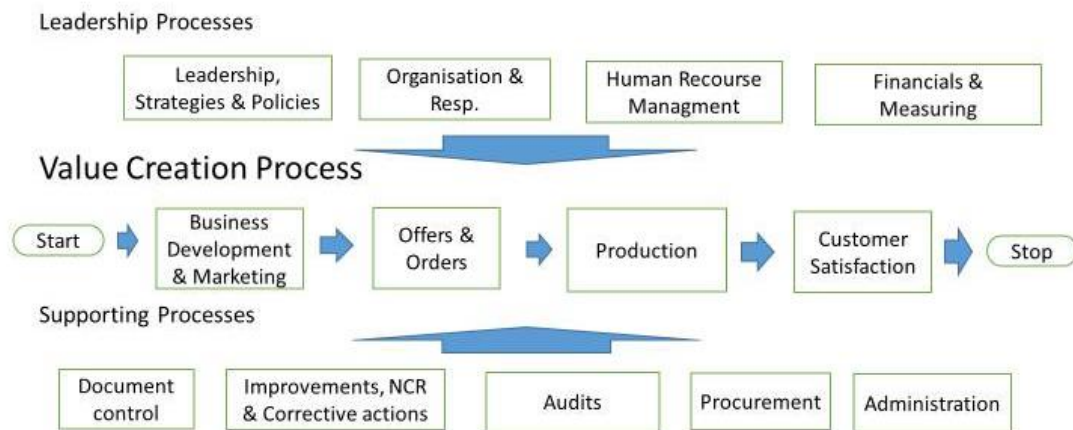 Leadership Processes
Leadership,
Strategies & Policies
Organisation &
Resp.
Human Recourse
Managment
Financials &
Measuring
Value Creation Process
Start
Business
Development
& Marketing
Offers &
Orders
Production
Customer
Satisfaction
Stop
Supporting Processes
Document
control
Improvements, NCR
& Corrective actions
Audits
Procurement
Administration